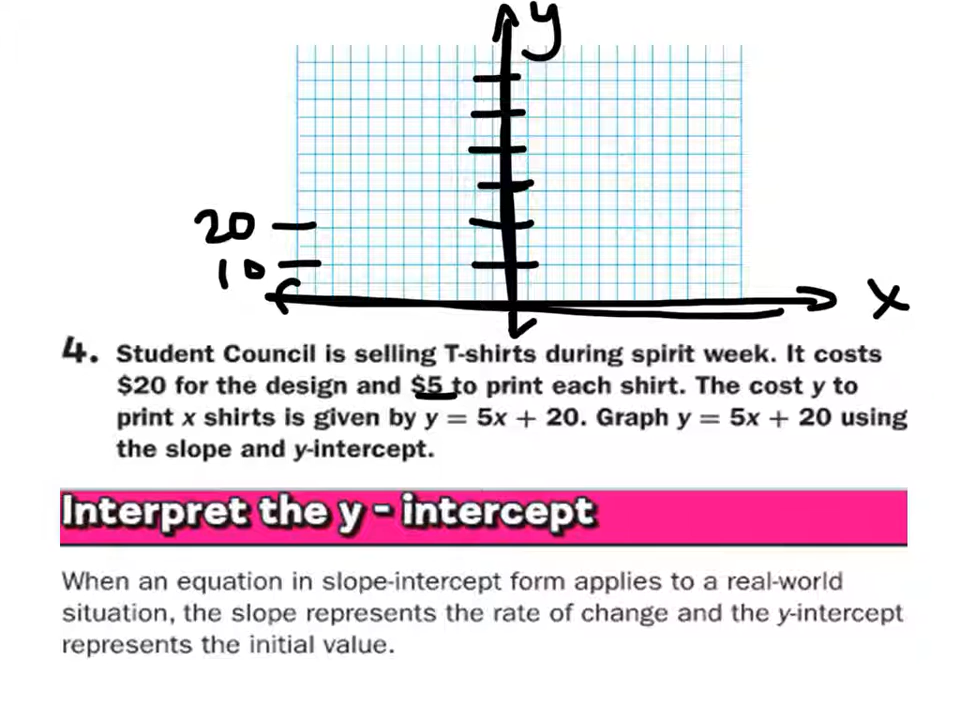 y
20
10
x
4. Student Council is selling T-shirts during spirit week. It costs
$20 for the design and $5 to print each shirt. The cost y to
print x shirts is given by y = 5x + 20. Graph y = 5x + 20 using
the slope and y-intercept.
Interpret the y - intercept
When an equation in slope-intercept form applies to a real-world
situation, the slope represents the rate of change and the y-intercept
represents the initial value.